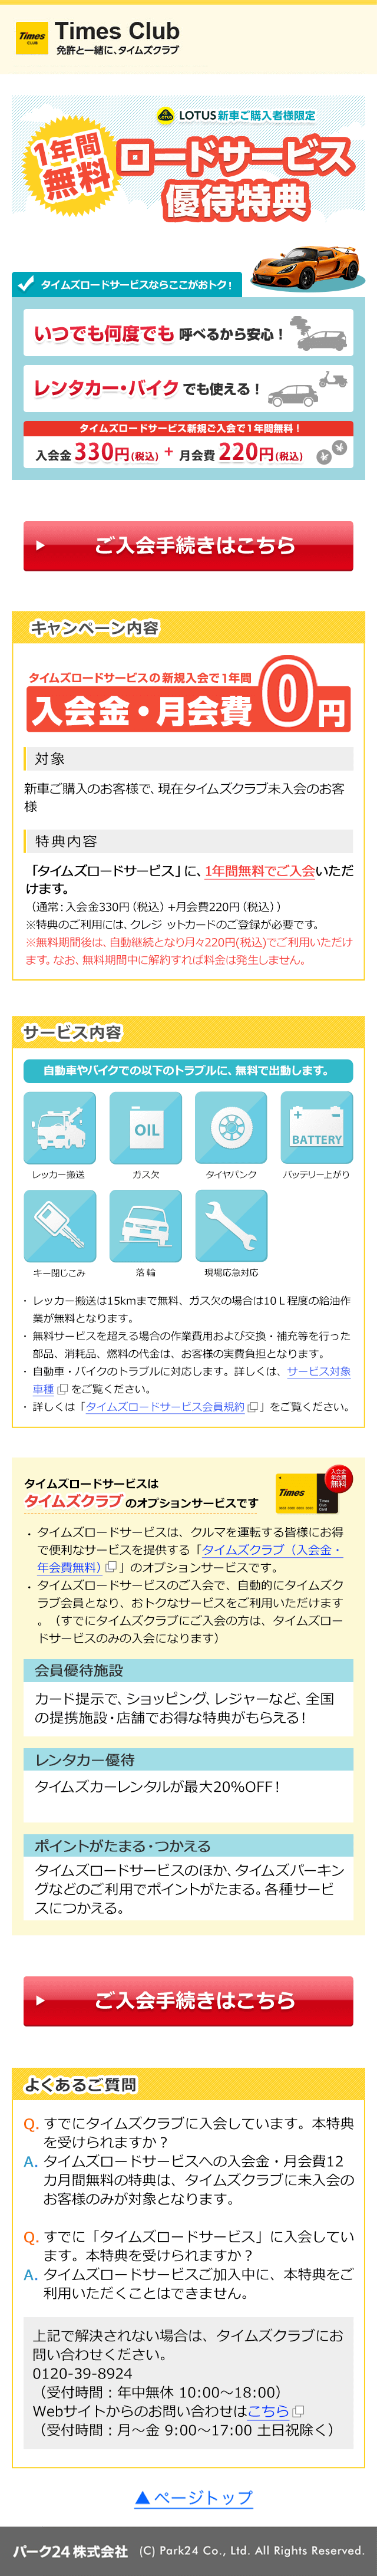 Times
CLUB
Times Club
免許と一緒に、タイムズクラブ
LOTUS新車ご購入者様限定
1年間
無料
ロードサービス
優待特典
タイムズロードサービスならここがおトク!
いつでも何度でも 呼べるから安心!
レンタカー・バイク でも使える!
タイムズロードサービス新規ご入会で1年間無料!
入会金330円(税込) + 月会費220円(税込)
ご入会手続きはこちら
キャンペーン内容
タイムズロードサービスの新規入会で1年間
入会金・月会費0円
対象
新車ご購入のお客様で、現在タイムズクラブ未入会のお客
様
特典内容
「タイムズロードサービス」に、1年間無料でご入会いただ
けます。
(通常:入会金330円(税込)+月会費220円(税込))
※特典のご利用には、クレジットカードのご登録が必要です。
※無料期間後は、自動継続となり月々220円(税込)でご利用いただけ
ます。なお、無料期間中に解約すれば料金は発生しません。
サービス内容
自動車やバイクでの以下のトラブルに、無料で出動します。
OIL
BATTERY
レッカー搬送 ガス欠 タイヤパンク バッテリー上がり
キー閉じこみ 落輪 現場応急対応
・ レッカー搬送は15kmまで無料、ガス欠の場合は10L程度の給油作
業が無料となります。
・ 無料サービスを超える場合の作業費用および交換・補充等を行った
部品、消耗品、燃料の代金は、お客様の実費負担となります。
・ 自動車・バイクのトラブルに対応します。詳しくは、サービス対象
車種 をご覧ください。
・ 詳しくは「タイムズロードサービス会員規約 」をご覧ください。
タイムズロードサービスは
タイムズクラブのオプションサービスです
入会金
年会費
無料
Times
Times
Club
Card
・ タイムズロードサービスは、クルマを運転する皆様にお得
で便利なサービスを提供する「タイムズクラブ(入会金・
年会費無料) 」のオプションサービスです。
・ タイムズロードサービスのご入会で、自動的にタイムズク
ラブ会員となり、おトクなサービスをご利用いただけます
。(すでにタイムズクラブにご入会の方は、タイムズロー
ドサービスのみの入会になります)
会員優待施設
カード提示で、ショッピング、レジャーなど、全国
の提携施設・店舗でお得な特典がもらえる!
レンタカー優待
タイムズカーレンタルが最大20%OFF!
ポイントがたまる・つかえる
タイムズロードサービスのほか、タイムズパーキン
グなどのご利用でポイントがたまる。各種サービ
スにつかえる。
ご入会手続きはこちら
よくあるご質問
Q. すでにタイムズクラブに入会しています。本特典
を受けられますか?
A. タイムズロードサービスへの入会金・月会費12
カ月間無料の特典は、タイムズクラブに未入会の
お客様のみが対象となります。
Q. すでに「タイムズロードサービス」に入会してい
ます。本特典を受けられますか?
A. タイムズロードサービスご加入中に、本特典をご
利用いただくことはできません。
上記で解決されない場合は、タイムズクラブにお
問い合わせください。
0120-39-8924
(受付時間:年中無休 10:00〜18:00)
Webサイトからのお問い合わせはこちら
(受付時間:月〜金 9:00〜17:00 土日祝除く)
▲ページトップ
パーク24株式会社 (C) Park24 Co., Ltd. All Rights Reserved.